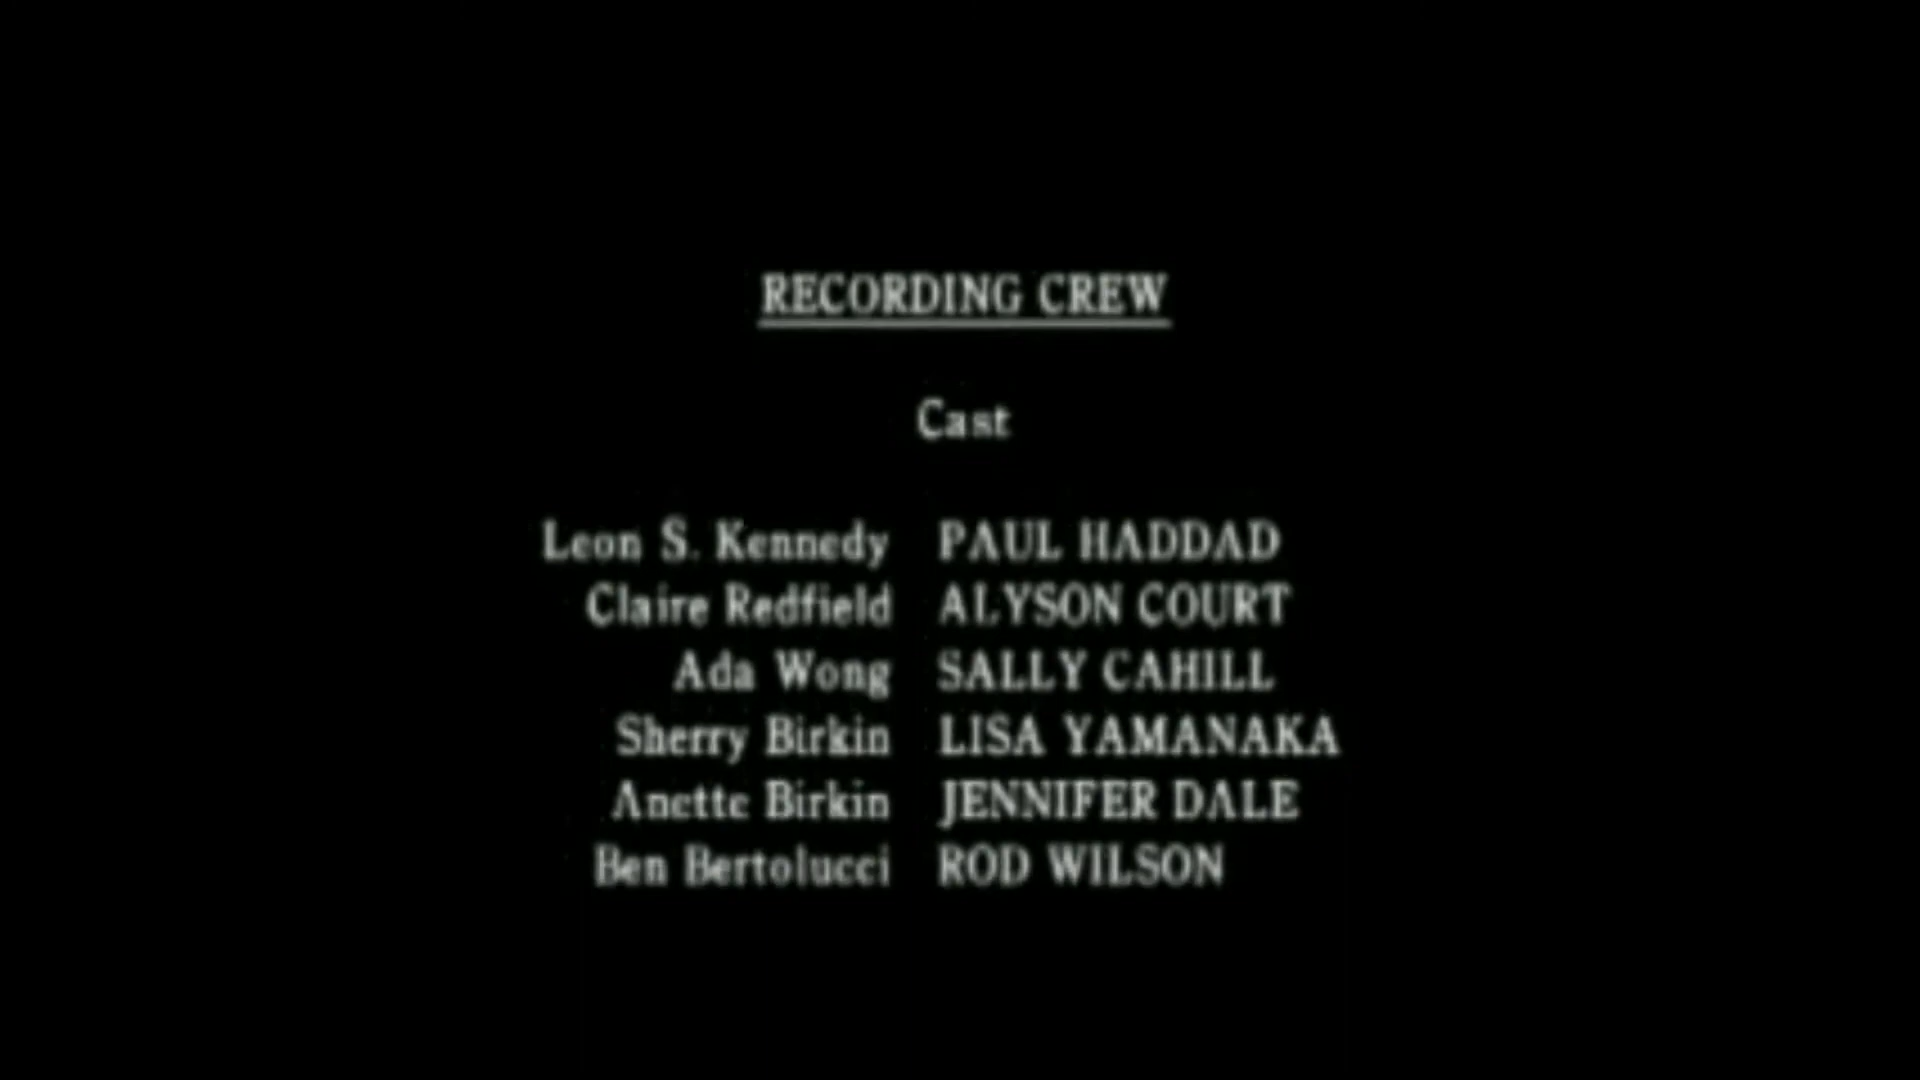 RECORDING CREW
Cast
Leon S. Kennedy PAUL HADDAD
Claire Redfield ALYSON COURT
Ada Wong SALLY CAHILL
Sherry Birkin LISA YAMANAKA
Anette Birkin JENNIFER DALE
Ben Bertolucci ROD WILSON